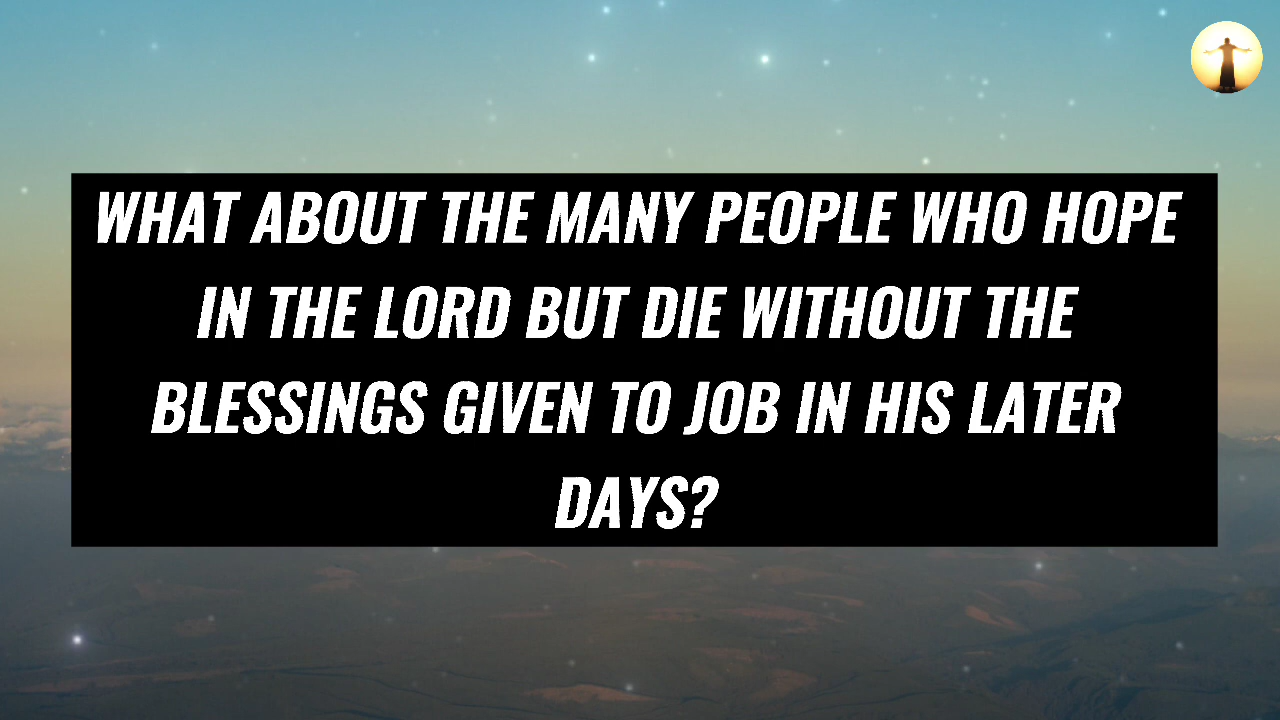 WHAT ABOUT THE MANY PEOPLE WHO HOPE
IN THE LORD BUT DIE WITHOUT THE
BLESSINGS GIVEN TO JOB IN HIS LATER
DAYS?